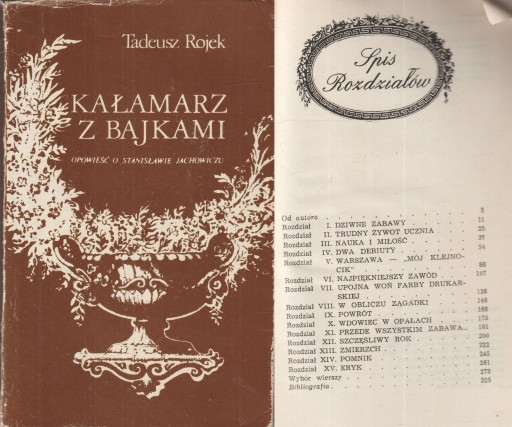 Tadeusz Rojek
KAŁAMARZ
Z BAJKAMI
OPOWIEŚĆ O STANISŁAWIE JACHOWICZU
Spis
Rozdziałów
Od autora . . . . . . . . . . 5
Rozdział I. DZIWNE ZABAWY . . . . . 11
Rozdział II. TRUDNY ŻYWOT UCZNIA . . . 25
Rozdział III. NAUKA I MIŁOŚĆ . . . . . 37
Rozdział IV. DWA DEBIUTY . . . . . . 54
Rozdział V. WARSZAWA — „MÓJ KLEJNO-
CIK” . . . . . . . . 86
Rozdział VI. NAJPIĘKNIEJSZY ZAWÓD . . . 107
Rozdział VII. UPOJNA WOŃ FARBY DRUKAR-
SKIEJ . . . . . . . 128
Rozdział VIII. W OBLICZU ZAGADKI . . . . 148
Rozdział IX. POWRÓT . . . . . . . 166
Rozdział X. WDOWIEC W OPAŁACH . . . 173
Rozdział XI. PRZEDE WSZYSTKIM ZABAWA... 191
Rozdział XII. SZCZĘŚLIWY ROK . . . . . 200
Rozdział XIII. ZMIERZCH . . . . . . . 222
Rozdział XIV. POMNIK . . . . . . . 245
Rozdział XV. ERYK . . . . . . . . 261
Wybór wierszy . . . . . . . . . 273
Bibliografia . . . . . . . . . . 325